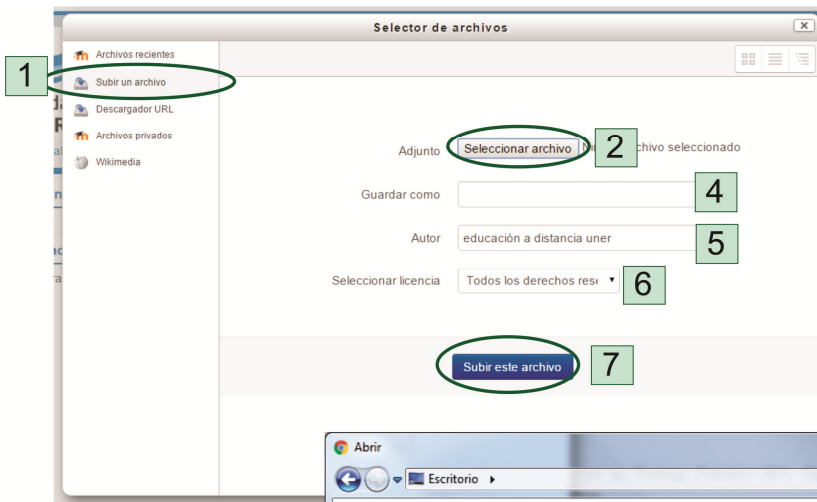 Selector de archivos
1
Archivos recientes
Subir un archivo
Descargador URL
Archivos privados
Wikimedia
Adjunto Seleccionar archivo 2 chivo seleccionado
Guardar como 4
Autor educación a distancia uner 5
Seleccionar licencia Todos los derechos rese 6
Subir este archivo 7
Abrir
Escritorio